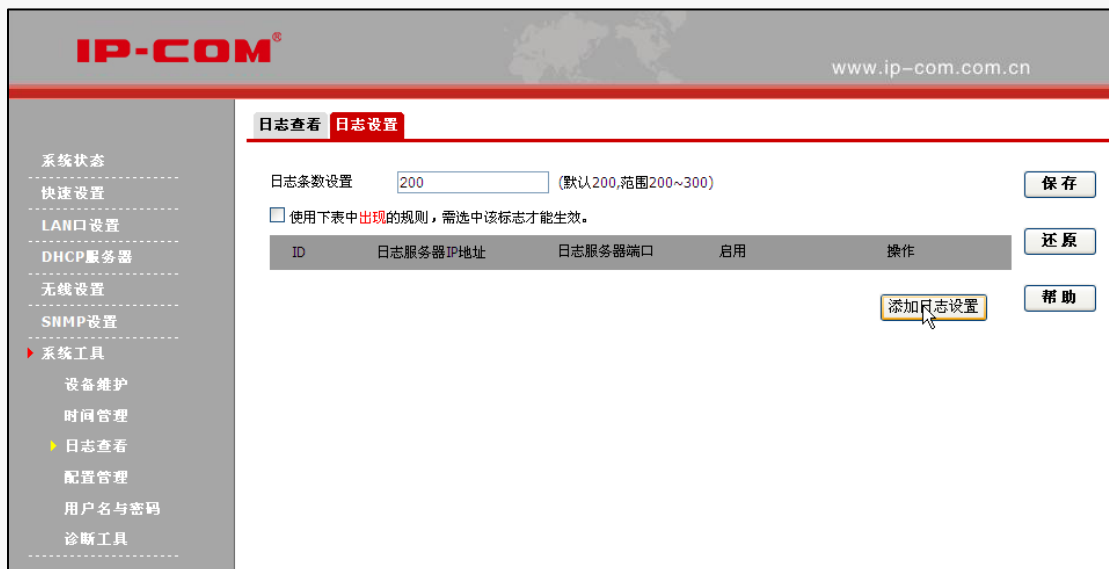 IP-COM®
www.ip-com.com.cn
日志查看 日志设置
系统状态
快速设置
LAN口设置
DHCP服务器
无线设置
SNMP设置
系统工具
设备维护
时间管理
日志查看
配置管理
用户名与密码
诊断工具
日志条数设置 200 (默认200,范围200~300)
使用下表中出现的规则，需选中该标志才能生效。
ID 日志服务器IP地址 日志服务器端口 启用 操作
添加日志设置
保存
还原
帮助